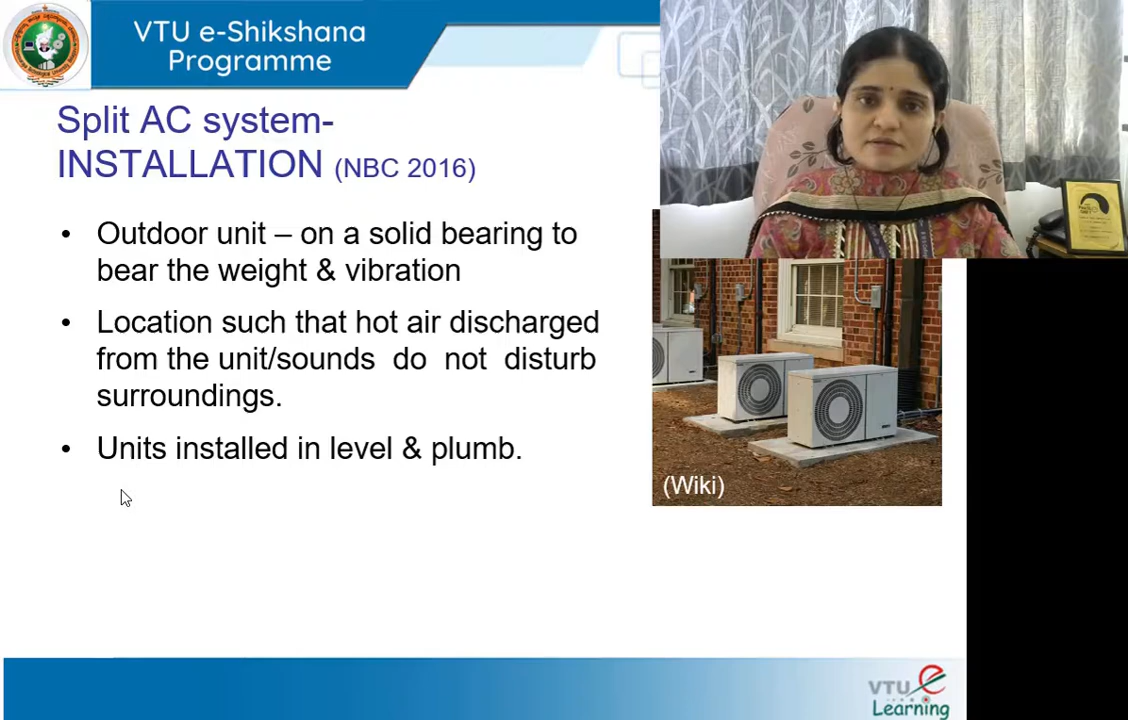 VTU e-Shikshana
Programme
Split AC system-
INSTALLATION (NBC 2016)
• Outdoor unit – on a solid bearing to
bear the weight & vibration
• Location such that hot air discharged
from the unit/sounds do not disturb
surroundings.
• Units installed in level & plumb.
(Wiki)
VTU e
Learning